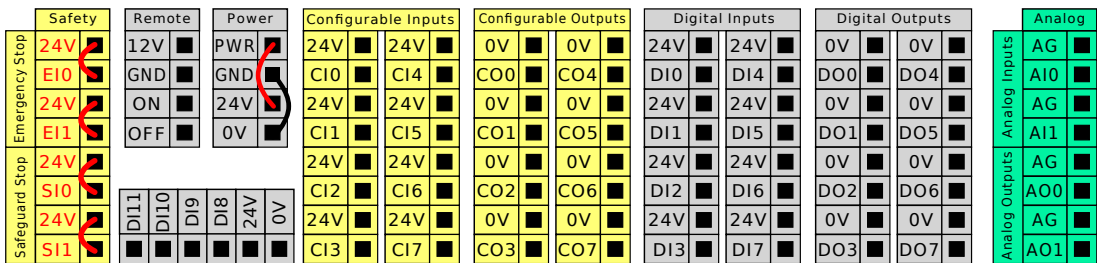 Safety
Emergency Stop
24V
EI0
24V
EI1
Safeguard Stop
24V
SI0
24V
SI1
Remote
12V
GND
ON
OFF
Power
PWR
GND
24V
0V
DI11
DI10
DI9
DI8
24V
0V
Configurable Inputs
24V 24V
CI0 CI4
24V 24V
CI1 CI5
24V 24V
CI2 CI6
24V 24V
CI3 CI7
Configurable Outputs
0V 0V
CO0 CO4
0V 0V
CO1 CO5
0V 0V
CO2 CO6
0V 0V
CO3 CO7
Digital Inputs
24V 24V
DI0 DI4
24V 24V
DI1 DI5
24V 24V
DI2 DI6
24V 24V
DI3 DI7
Digital Outputs
0V 0V
DO0 DO4
0V 0V
DO1 DO5
0V 0V
DO2 DO6
0V 0V
DO3 DO7
Analog
Analog Inputs
AG
AI0
AG
AI1
Analog Outputs
AG
AO0
AG
AO1